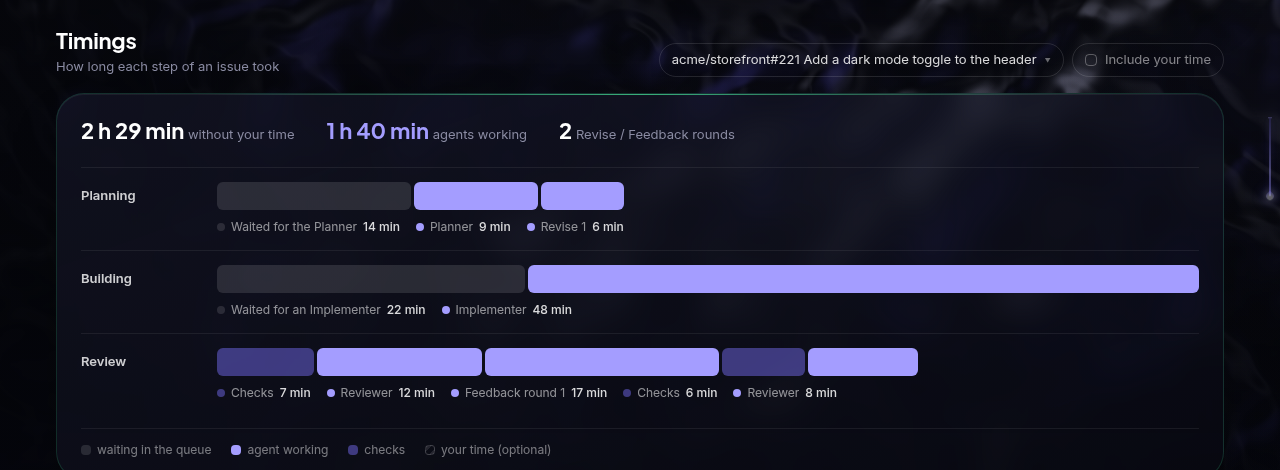 Timings
How long each step of an issue took
acme/storefront#221 Add a dark mode toggle to the header
Include your time
2 h 29 min without your time 1 h 40 min agents working 2 Revise / Feedback rounds
Planning
Waited for the Planner 14 min Planner 9 min Revise 1 6 min
Building
Waited for an Implementer 22 min Implementer 48 min
Review
Checks 7 min Reviewer 12 min Feedback round 1 17 min Checks 6 min Reviewer 8 min
waiting in the queue agent working checks your time (optional)